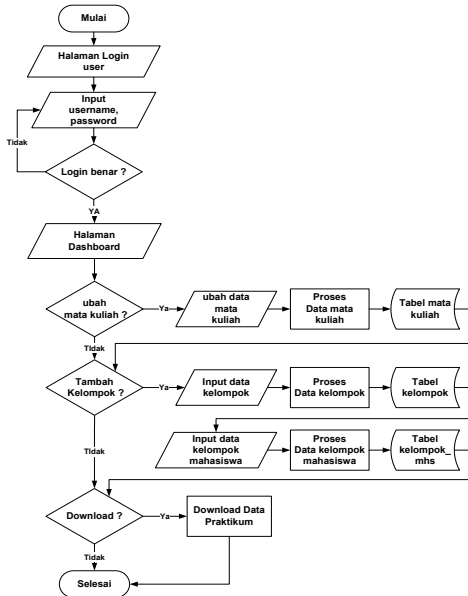 Mulai
Halaman Login
user
Input
username,
password
Tidak
Login benar ?
YA
Halaman
Dashboard
ubah
mata kuliah ?
Ya
ubah data
mata
kuliah
Proses
Data mata
kuliah
Tabel mata
kuliah
TIdak
Tambah
Kelompok ?
Ya
Input data
kelompok
Proses
Data kelompok
Tabel
kelompok
Input data
kelompok
mahasiswa
Proses
Data kelompok
mahasiswa
Tabel
kelompok_
mhs
TIdak
Download ?
Ya
Download Data
Praktikum
Tidak
Selesai